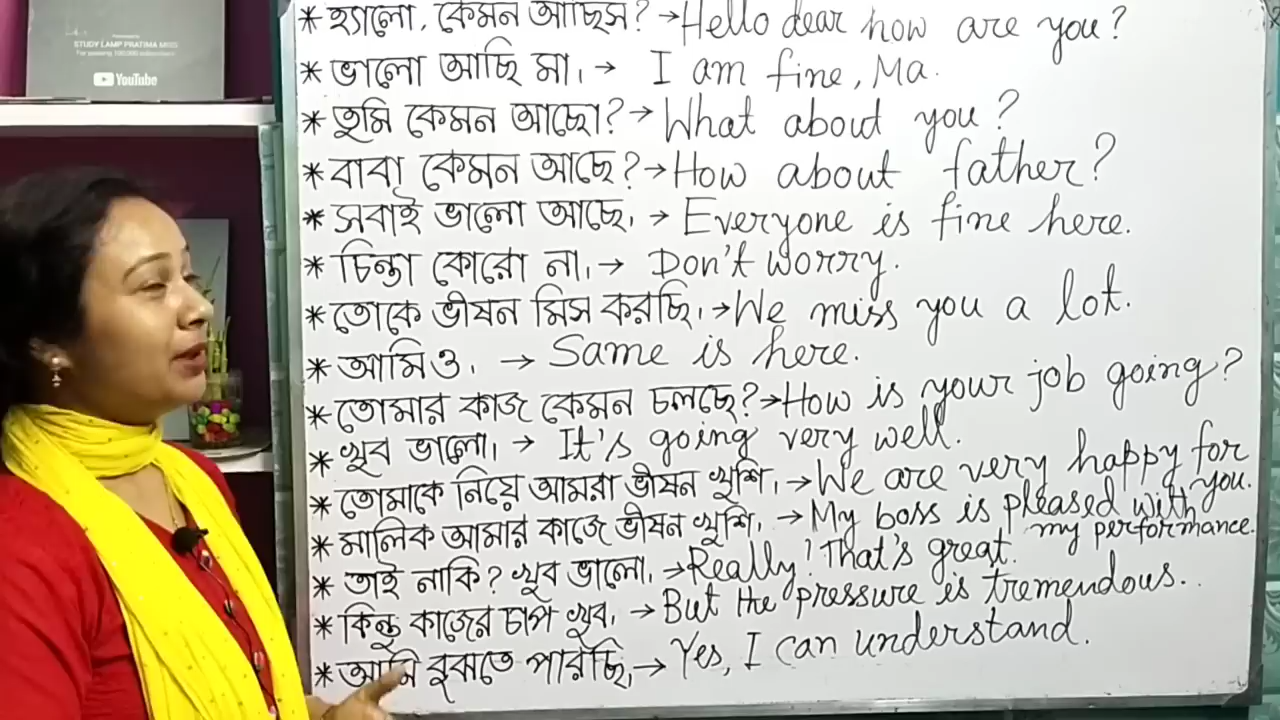 STUDY LAMP PRATIMA MISS
YouTube
* হ্যালো, কেমন আছিস? → Hello dear how are you?
* ভালো আছি মা। → I am fine, Ma.
* তুমি কেমন আছো? → What about you?
* বাবা কেমন আছে? → How about father?
* সবাই ভালো আছে। → Everyone is fine here.
* চিন্তা কোরো না। → Don't worry.
* তোকে ভীষন মিস করছি। → We miss you a lot.
* আমিও। → Same is here.
* তোমার কাজ কেমন চলছে? → How is your job going?
* খুব ভালো। → It's going very well.
* তোমাকে নিয়ে আমরা ভীষন খুশি। → We are very happy for you.
* মালিক আমার কাজে ভীষন খুশি। → My boss is pleased with my performance.
* তাই নাকি? খুব ভালো। → Really! That's great.
* কিন্তু কাজের চাপ খুব। → But the pressure is tremendous..
* আমি বুঝতে পারছি। → Yes, I can understand.